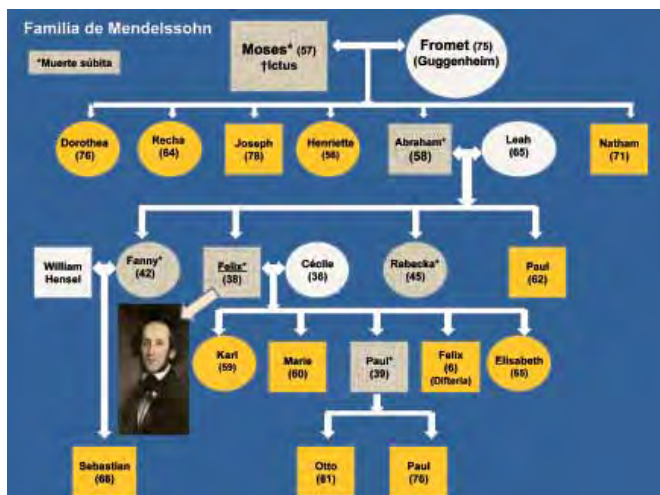 Familia de Mendelssohn
*Muerte súbita
Moses* (57)
†Ictus
Fromet (75)
(Guggenheim)
Dorothea
(76)
Recha
(64)
Joseph
(78)
Henriette
(56)
Abraham*
(58)
Leah
(65)
Natham
(71)
William
Hensel
Fanny*
(42)
Felix*
(38)
Cécile
(36)
Rebecka*
(45)
Paul
(62)
Karl
(59)
Marie
(60)
Paul*
(39)
Felix
(6)
(Difteria)
Elisabeth
(65)
Sebastian
(68)
Otto
(81)
Paul
(76)